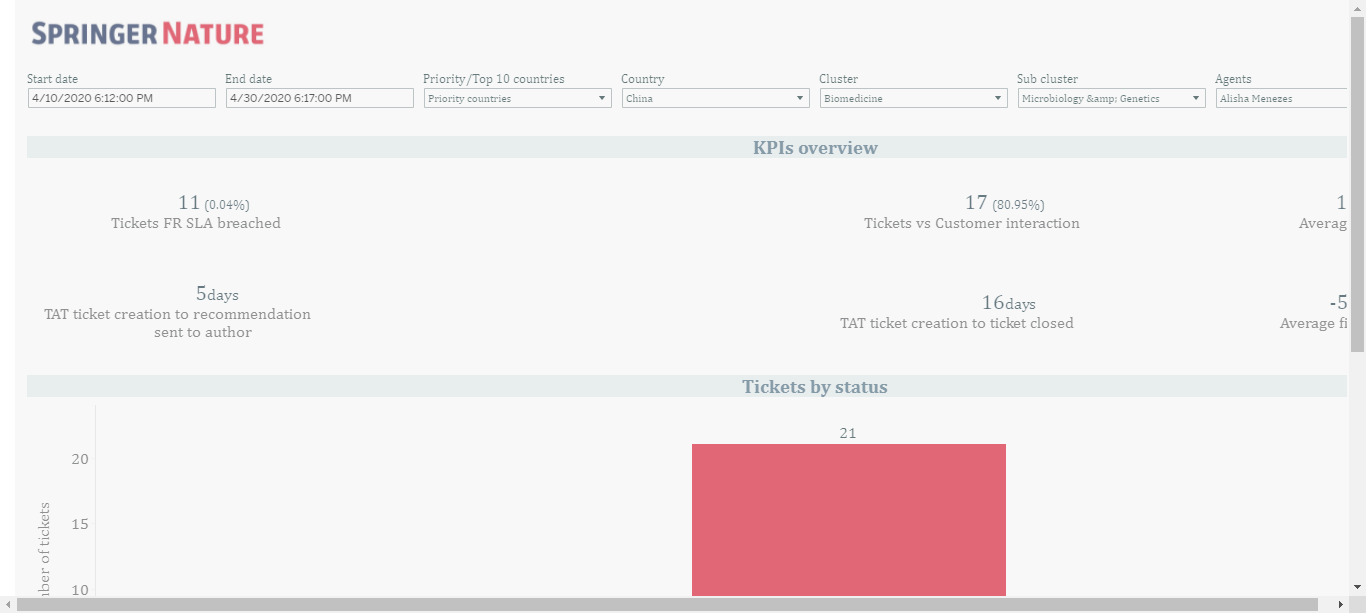 SPRINGER NATURE
Start date End date Priority/Top 10 countries Country Cluster Sub cluster Agents
4/10/2020 6:12:00 PM 4/30/2020 6:17:00 PM Priority countries China Biomedicine Microbiology &amp; Genetics Alisha Menezes
KPIs overview
11 (0.04%) 17 (80.95%) 1
Tickets FR SLA breached Tickets vs Customer interaction Averag
5days
16days -5
TAT ticket creation to recommendation
sent to author
TAT ticket creation to ticket closed Average fi
Tickets by status
21
20
15
10
mber of tickets